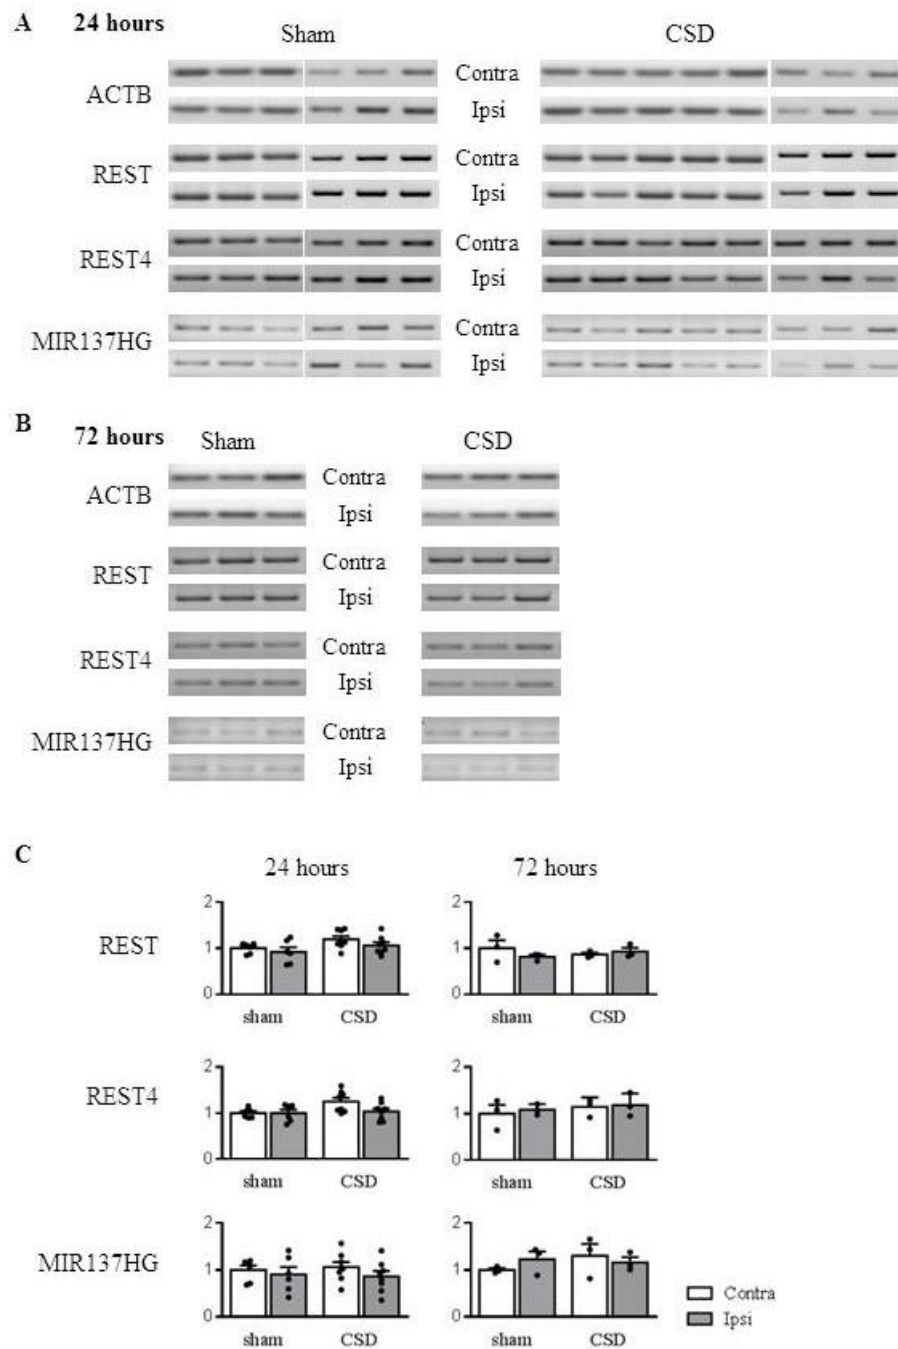 A 24 hours
Sham CSD
ACTB Contra
Ipsi
REST Contra
Ipsi
REST4 Contra
Ipsi
MIR137HG Contra
Ipsi
B 72 hours
Sham CSD
ACTB Contra
Ipsi
REST Contra
Ipsi
REST4 Contra
Ipsi
MIR137HG Contra
Ipsi
C
24 hours 72 hours
2 2
REST 1 1
0 0
sham CSD sham CSD
2 2
REST4 1 1
0 0
sham CSD sham CSD
2 2
MIR137HG 1 1
0 0
sham CSD sham CSD
Contra
Ipsi